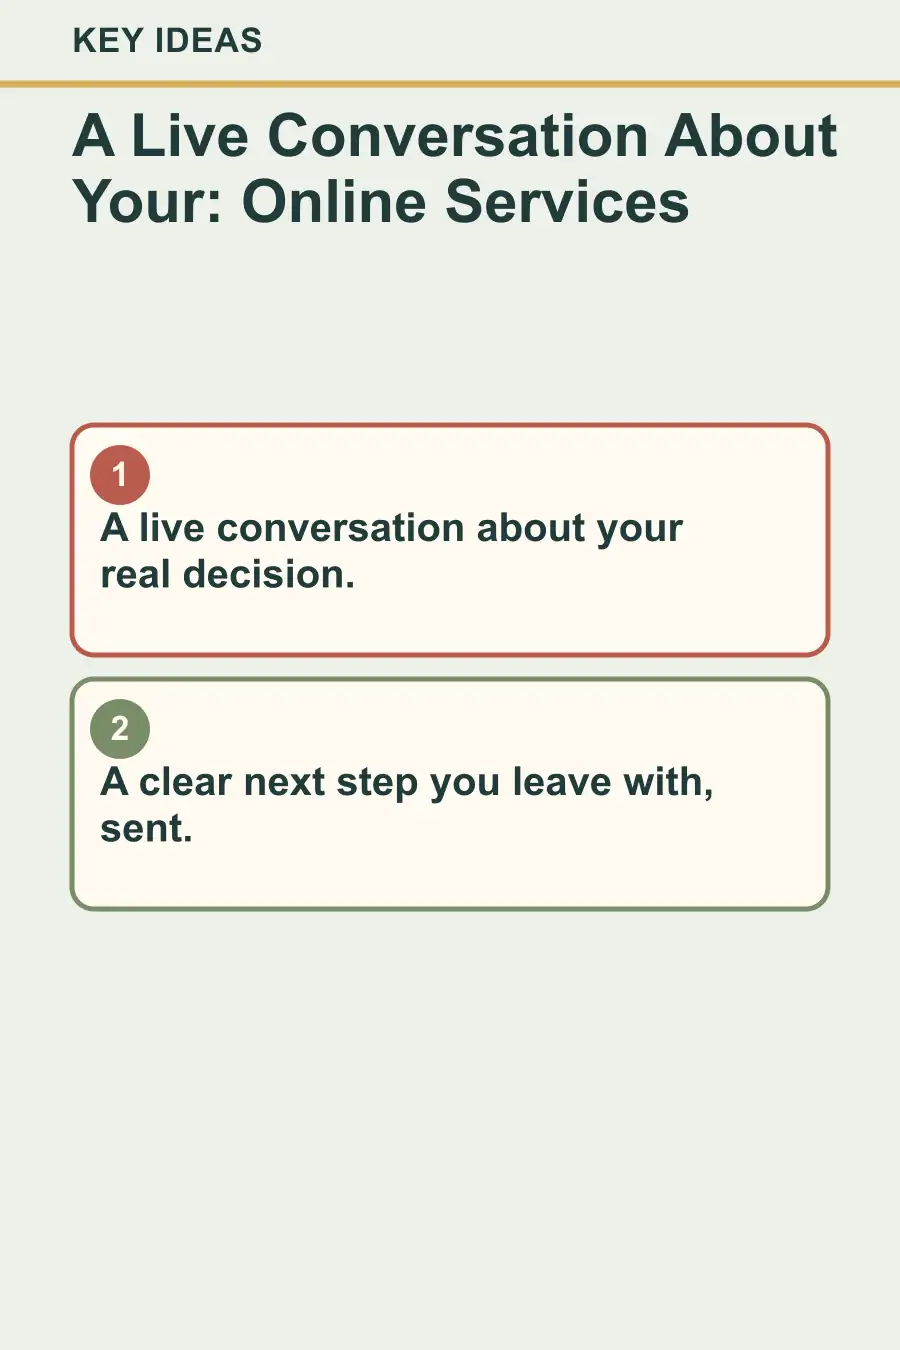 KEY IDEAS
A Live Conversation About
Your: Online Services
1
A live conversation about your
real decision.
2
A clear next step you leave with,
sent.